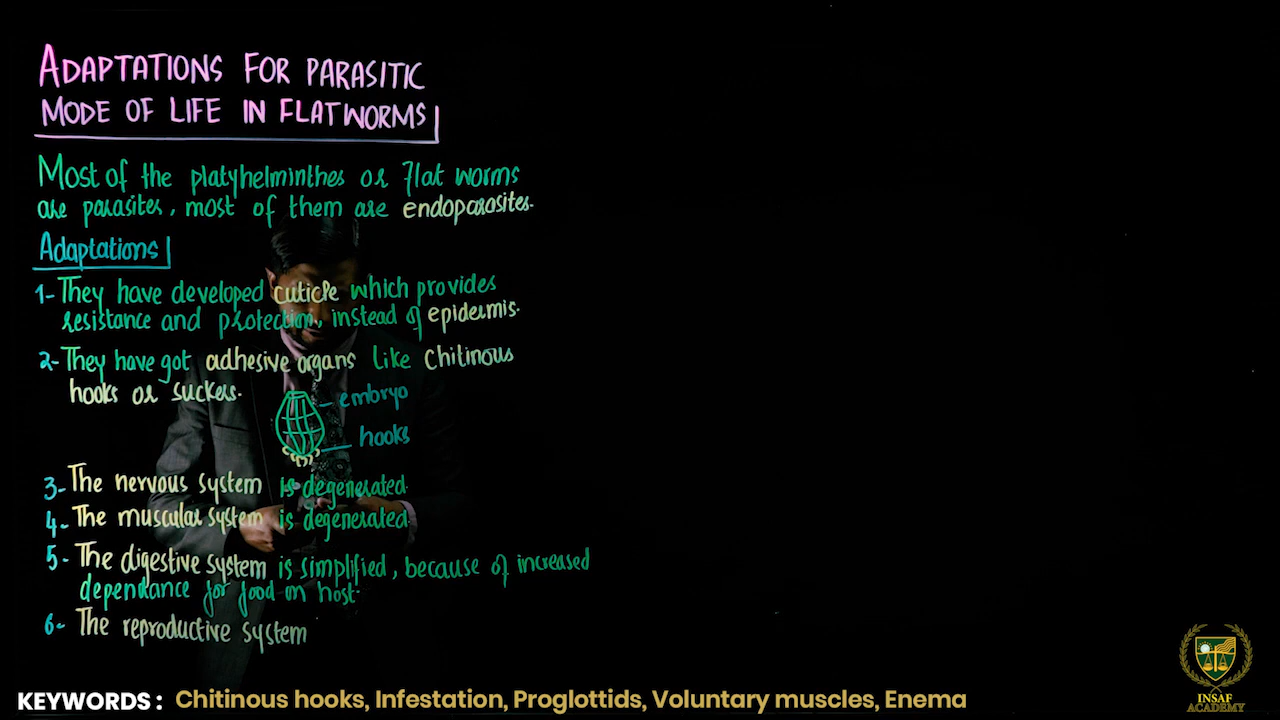 ADAPTATIONS FOR PARASITIC
MODE OF LIFE IN FLATWORMS
Most of the platyhelminthes or Flat worms
are parasites, most of them are endoparasites.
Adaptations
1- They have developed cuticle which provides
resistance and protection, instead of epidermis.
2- They have got adhesive organs like Chitinous
hooks or suckers.
embryo
hooks
3- The nervous system is degenerated.
4- The muscular system is degenerated.
5- The digestive system is simplified, because of increased
dependance for food on host.
6- The reproductive system
KEYWORDS : Chitinous hooks, Infestation, Proglottids, Voluntary muscles, Enema
INSAF
ACADEMY